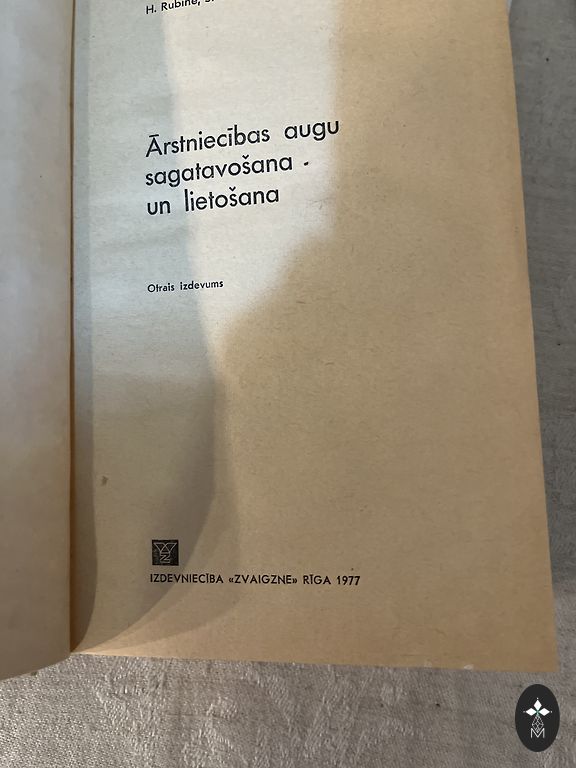 H. Rubine,
Ārstniecības augu
sagatavošana
un lietošana
Otrais izdevums
IZDEVNIECĪBA «ZVAIGZNE» RĪGA 1977
M